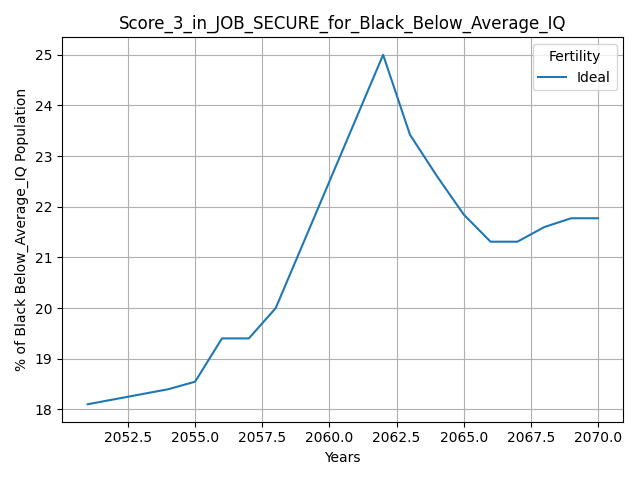 Score_3_in_JOB_SECURE_for_Black_Below_Average_IQ
Fertility
Ideal
% of Black Below_Average_IQ Population
25
24
23
22
21
20
19
18
2052.5 2055.0 2057.5 2060.0 2062.5 2065.0 2067.5 2070.0
Years